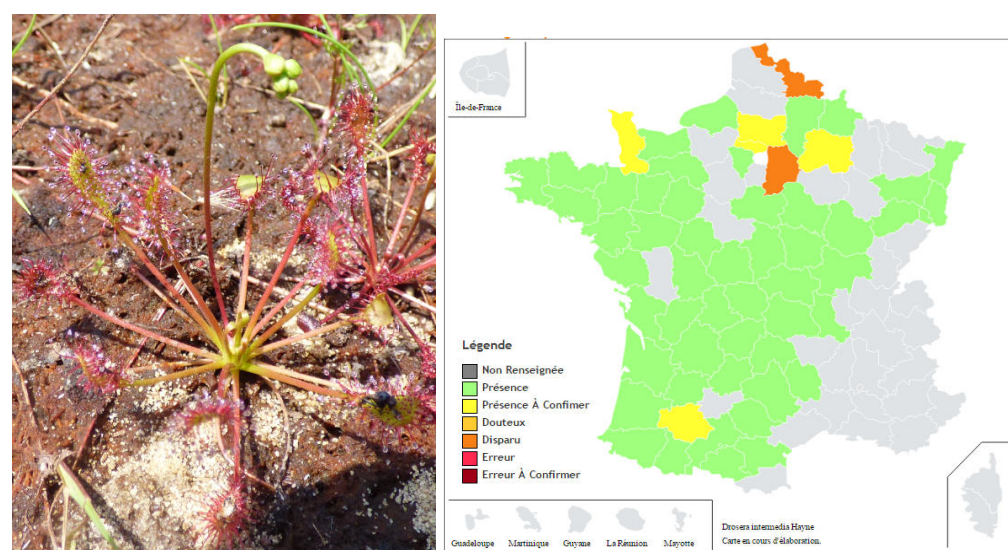 Île-de-France
Légende
Non Renseignée
Présence
Présence À Confimer
Douteux
Disparu
Erreur
Erreur À Confirmer
Guadeloupe
Martinique
Guyane
La Réunion
Mayotte
Drosera intermedia Hayne
Carte en cours d'élaboration.